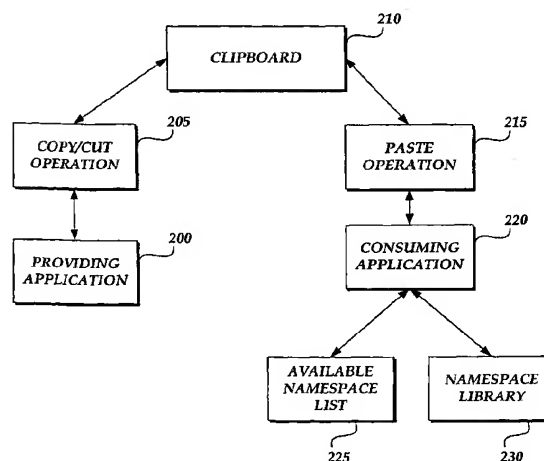 210
CLIPBOARD
205
215
COPY/CUT
OPERATION
PASTE
OPERATION
200
220
PROVIDING
APPLICATION
CONSUMING
APPLICATION
AVAILABLE
NAMESPACE
LIST
NAMESPACE
LIBRARY
225
230